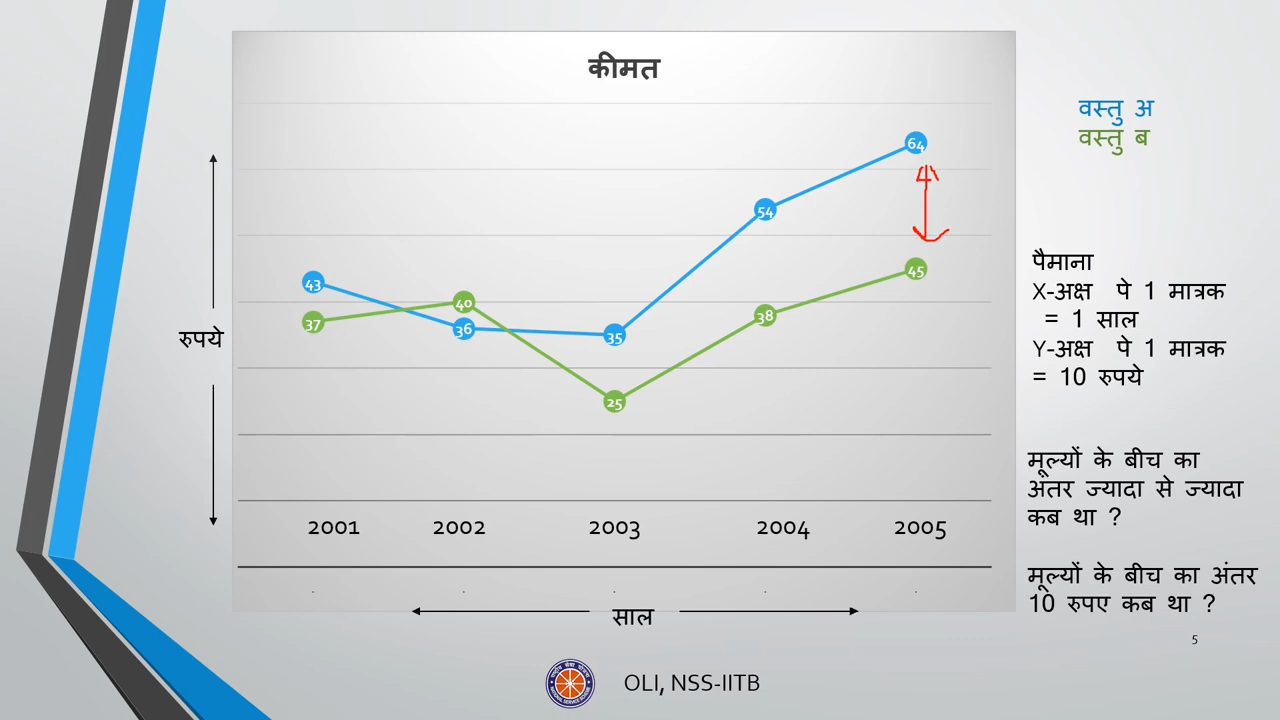 कीमत
वस्तु अ
वस्तु ब
64
54
43
45
40
37
36
35
38
25
रुपये
पैमाना
X-अक्ष पे 1 मात्रक
= 1 साल
Y-अक्ष पे 1 मात्रक
= 10 रुपये
मूल्यों के बीच का
अंतर ज्यादा से ज्यादा
कब था ?
मूल्यों के बीच का अंतर
10 रुपए कब था ?
2001 2002 2003 2004 2005
साल
5
OLI, NSS-IITB